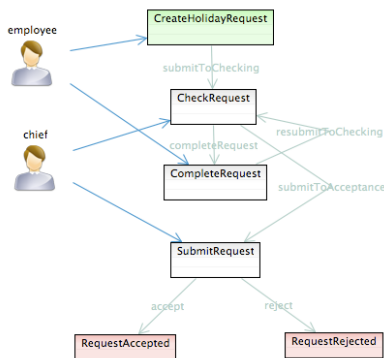 CreateHolidayRequest
employee
submitToChecking
CheckRequest
resubmitToChecking
chief
completeRequest
CompleteRequest
submitToAcceptance
SubmitRequest
accept
reject
RequestAccepted
RequestRejected